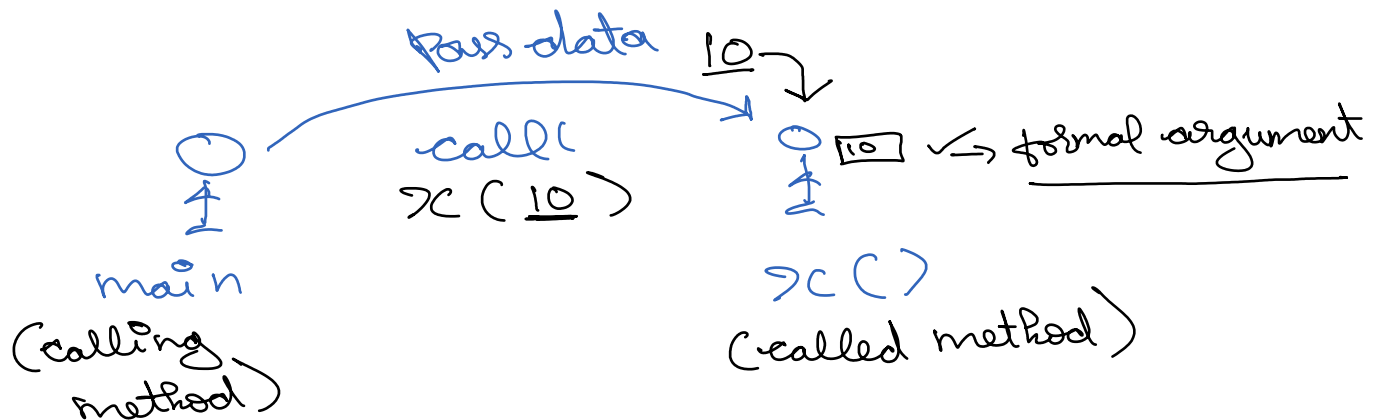 pass data
10
call(
x ( 10 )
10
formal argument
main
(calling
method)
x ( )
(called method)